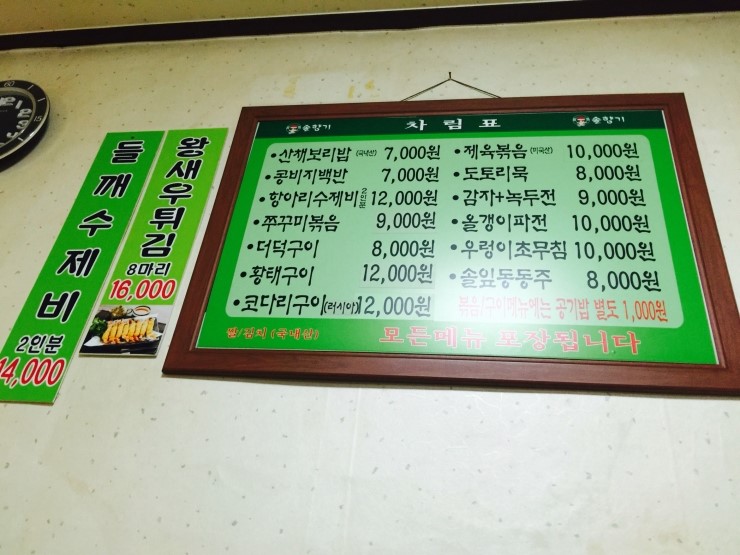 들깨수제비
2인분
14,000
왕새우튀김
8마리
16,000
솔향기 차림표 솔향기
•산채보리밥 (국내산) 7,000원
•콩비지백반 7,000원
•항아리수제비 2인분 12,000원
•쭈꾸미볶음 9,000원
•더덕구이 8,000원
•황태구이 12,000원
•코다리구이(러시아) 12,000원
•제육볶음 (미국산) 10,000원
•도토리묵 8,000원
•감자+녹두전 9,000원
•올갱이파전 10,000원
•우렁이초무침 10,000원
•솔잎동동주 8,000원
볶음/구이메뉴에는 공기밥 별도 1,000원
쌀/김치 (국내산) 모든메뉴 포장됩니다